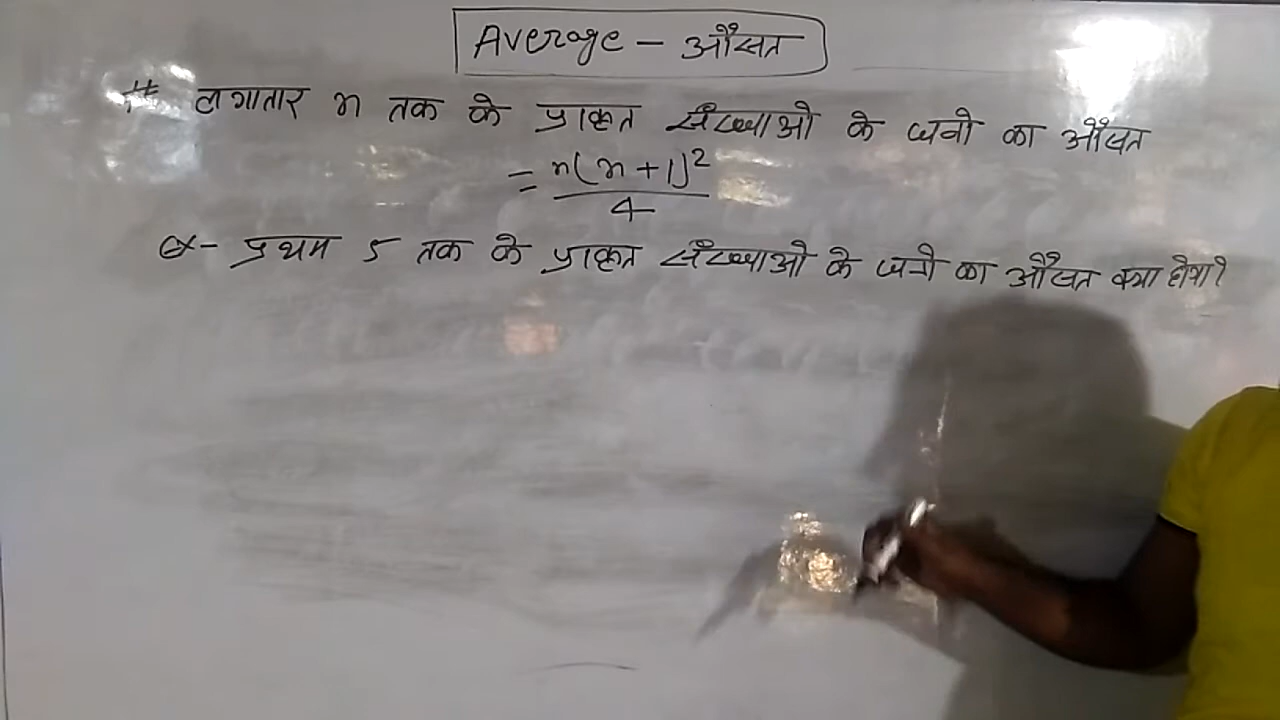 Average - औसत
# लगातार n तक के प्राकृत संख्याओ के घनो का औसत
= n(n+1)²/4
Q- प्रथम 5 तक के प्राकृत संख्याओ के घनो का औसत क्या होगा?